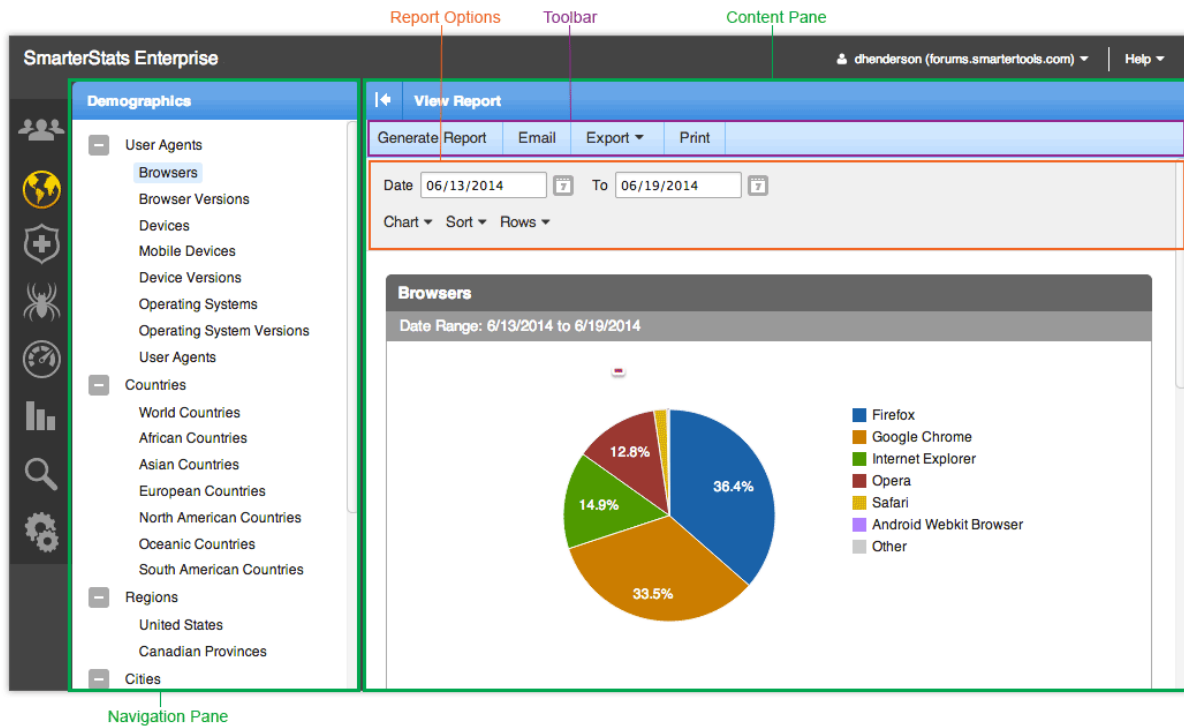 Report Options
Toolbar
Content Pane
SmarterStats Enterprise
dhenderson (forums.smartertools.com)
Help
Demographics
User Agents
Browsers
Browser Versions
Devices
Mobile Devices
Device Versions
Operating Systems
Operating System Versions
User Agents
Countries
World Countries
African Countries
Asian Countries
European Countries
North American Countries
Oceanic Countries
South American Countries
Regions
United States
Canadian Provinces
Cities
View Report
Generate Report Email Export Print
Date 06/13/2014 7 To 06/19/2014 7
Chart Sort Rows
Browsers
Date Range: 6/13/2014 to 6/19/2014
12.8%
36.4%
14.9%
33.5%
Firefox
Google Chrome
Internet Explorer
Opera
Safari
Android Webkit Browser
Other
Navigation Pane